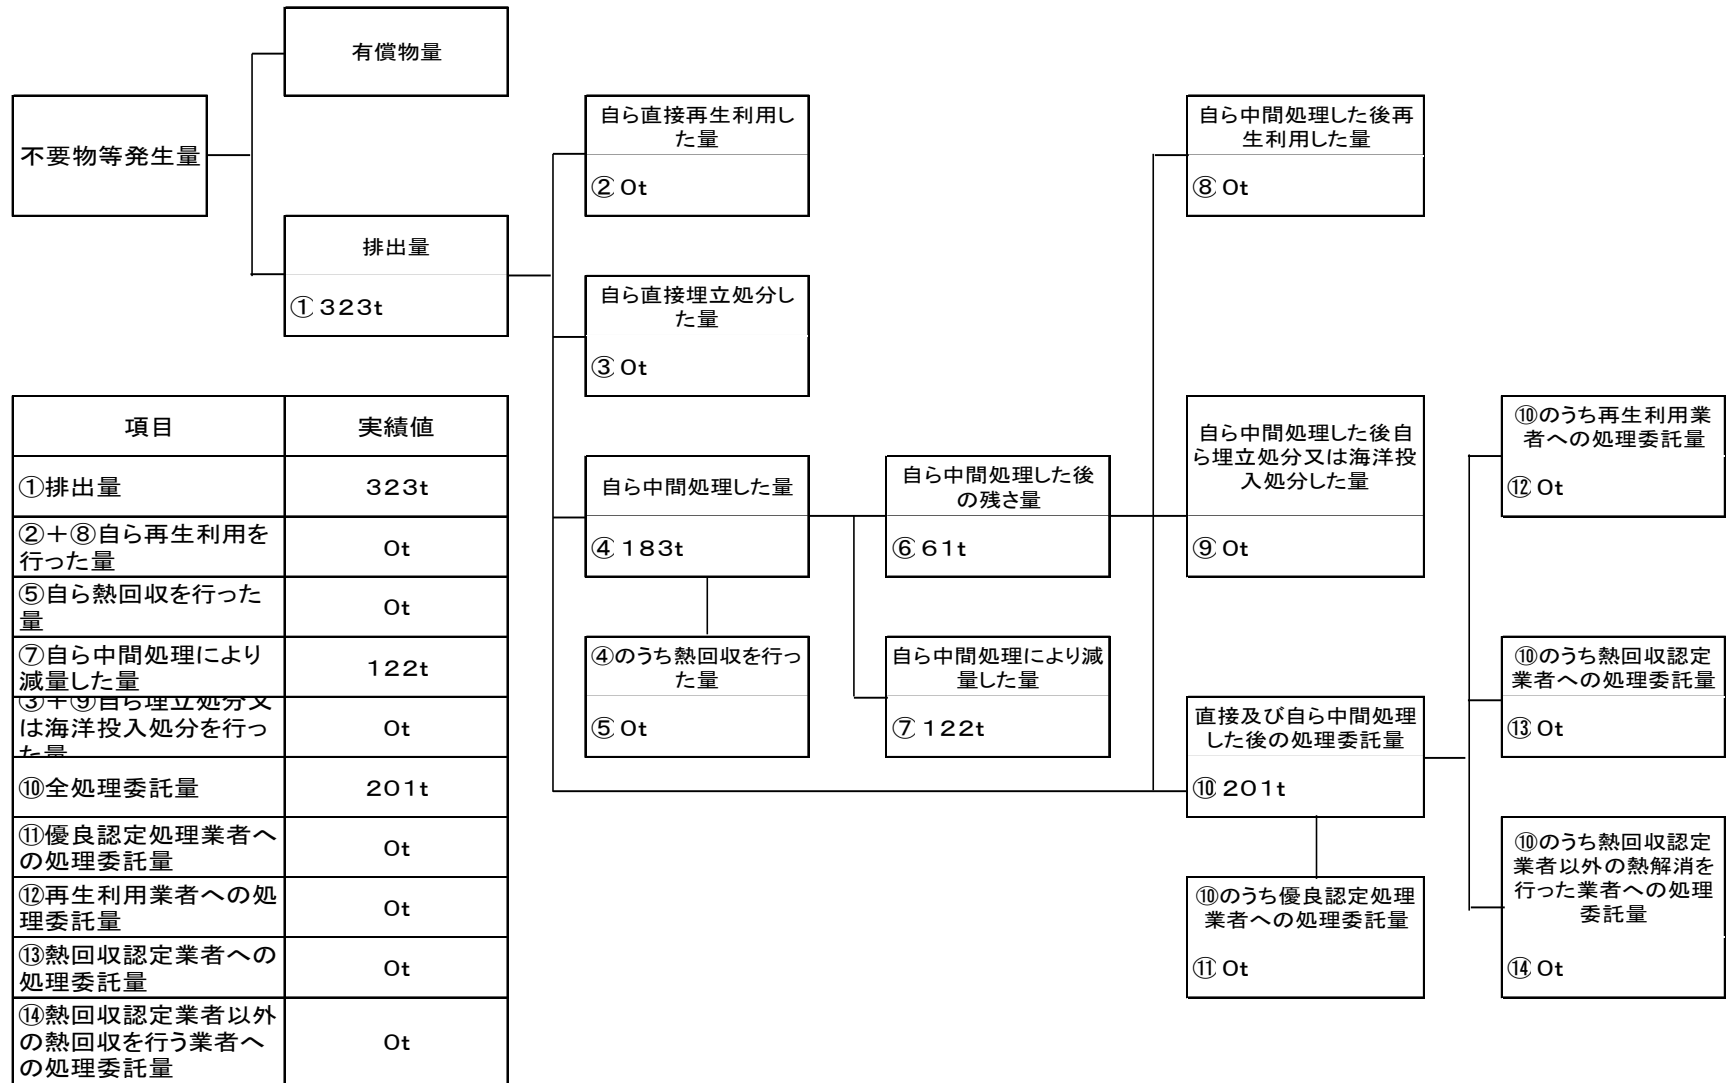 有償物量
不要物等発生量
排出量
① 323t
自ら直接再生利用し
た量
② 0t
自ら直接埋立処分し
た量
③ 0t
自ら中間処理した量
④ 183t
④のうち熱回収を行っ
た量
⑤ 0t
自ら中間処理した後
の残さ量
⑥ 61t
自ら中間処理により減
量した量
⑦ 122t
自ら中間処理した後再
生利用した量
⑧ 0t
自ら中間処理した後自
ら埋立処分又は海洋投
入処分した量
⑨ 0t
直接及び自ら中間処理
した後の処理委託量
⑩ 201t
⑩のうち優良認定処理
業者への処理委託量
⑪ 0t
⑩のうち再生利用業
者への処理委託量
⑫ 0t
⑩のうち熱回収認定
業者への処理委託量
⑬ 0t
⑩のうち熱回収認定
業者以外の熱解消を
行った業者への処理
委託量
⑭ 0t
項目 実績値
①排出量 323t
②+⑧自ら再生利用を
行った量 0t
⑤自ら熱回収を行った
量 0t
⑦自ら中間処理により
減量した量 122t
③+⑨自ら埋立処分又
は海洋投入処分を行っ
た量 0t
⑩全処理委託量 201t
⑪優良認定処理業者へ
の処理委託量 0t
⑫再生利用業者への処
理委託量 0t
⑬熱回収認定業者への
処理委託量 0t
⑭熱回収認定業者以外
の熱回収を行う業者へ
の処理委託量 0t